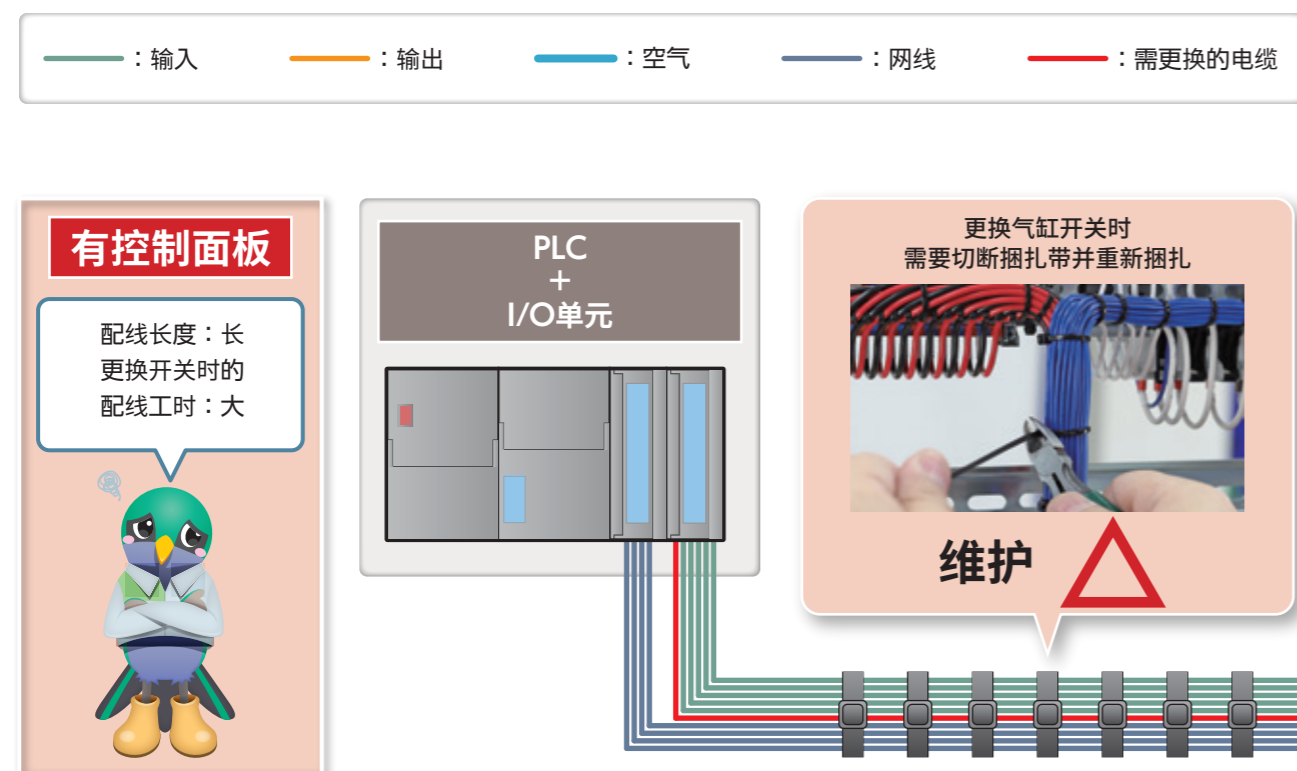 ：输入
：输出
：空气
：网线
：需更换的电缆
有控制面板
配线长度：长
更换开关时的
配线工时：大
PLC
＋
I/O单元
更换气缸开关时
需要切断捆扎带并重新捆扎
维护